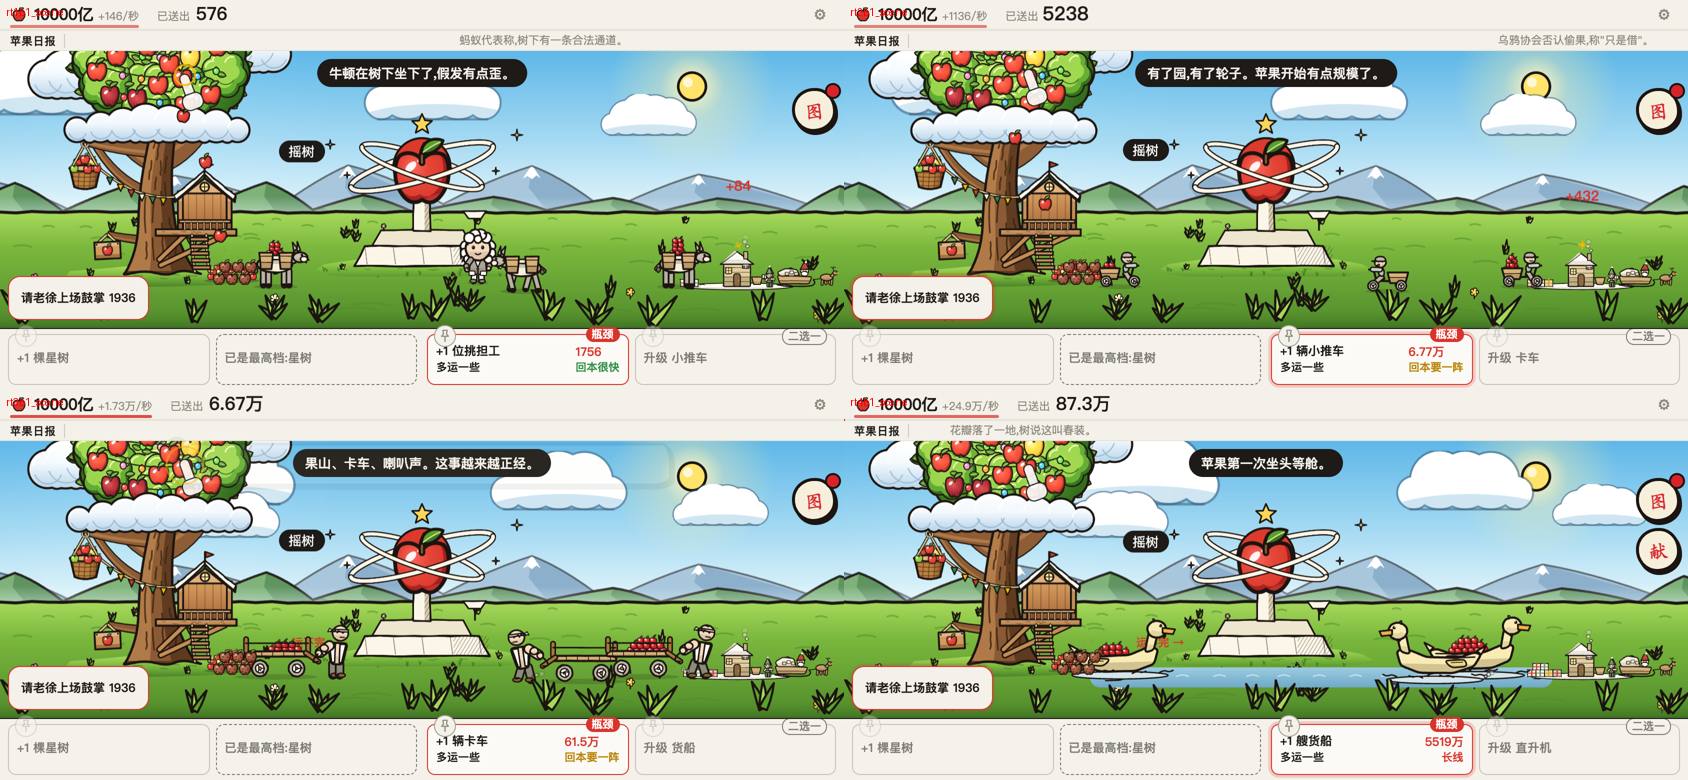 10000亿 +146/秒 已送出 576
苹果日报 蚂蚁代表称,树下有一条合法通道。
牛顿在树下坐下了,假发有点歪。
图
摇树
+84
请老徐上场鼓掌 1936
+1 棵星树
已是最高档:星树
瓶颈
+1 位挑担工 1756
多运一些 回本很快
二选一
升级 小推车
10000亿 +1136/秒 已送出 5238
苹果日报 乌鸦协会否认偷果,称"只是借"。
有了园,有了轮子。苹果开始有点规模了。
图
摇树
+432
请老徐上场鼓掌 1936
+1 棵星树
已是最高档:星树
瓶颈
+1 辆小推车 6.77万
多运一些 回本要一阵
二选一
升级 卡车
10000亿 +1.73万/秒 已送出 6.67万
苹果日报
果山、卡车、喇叭声。这事越来越正经。
图
摇树
请老徐上场鼓掌 1936
+1 棵星树
已是最高档:星树
瓶颈
+1 辆卡车 61.5万
多运一些 回本要一阵
二选一
升级 货船
10000亿 +24.9万/秒 已送出 87.3万
苹果日报 花瓣落了一地,树说这叫春装。
苹果第一次坐头等舱。
图
献
摇树
请老徐上场鼓掌 1936
+1 棵星树
已是最高档:星树
瓶颈
+1 艘货船 5519万
多运一些 长线
二选一
升级 直升机